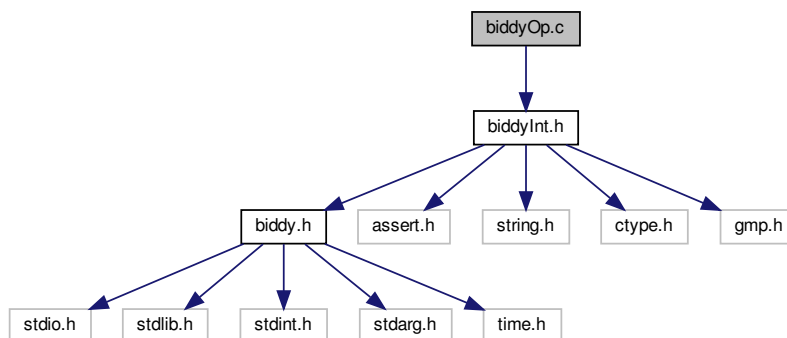 biddyOp.c
biddyInt.h
biddy.h
assert.h
string.h
ctype.h
gmp.h
stdio.h
stdlib.h
stdint.h
stdarg.h
time.h